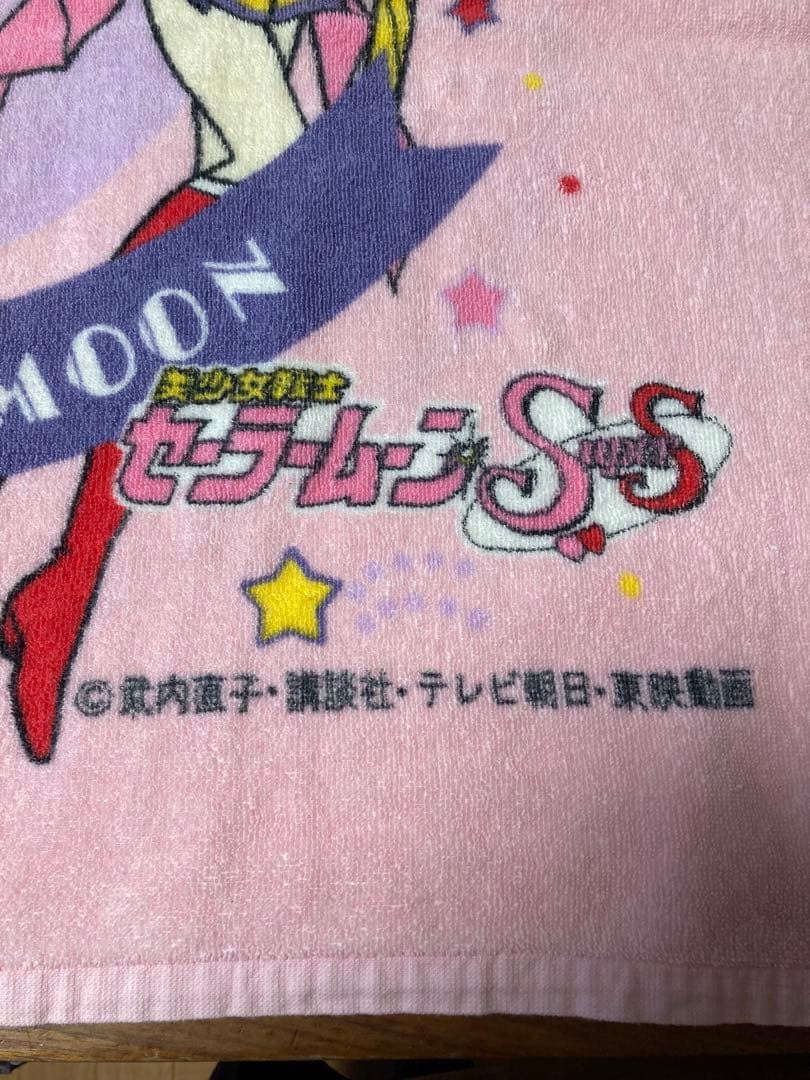 MOON
美少女戦士
セーラームーン SuperS
©武内直子・講談社・テレビ朝日・東映動画